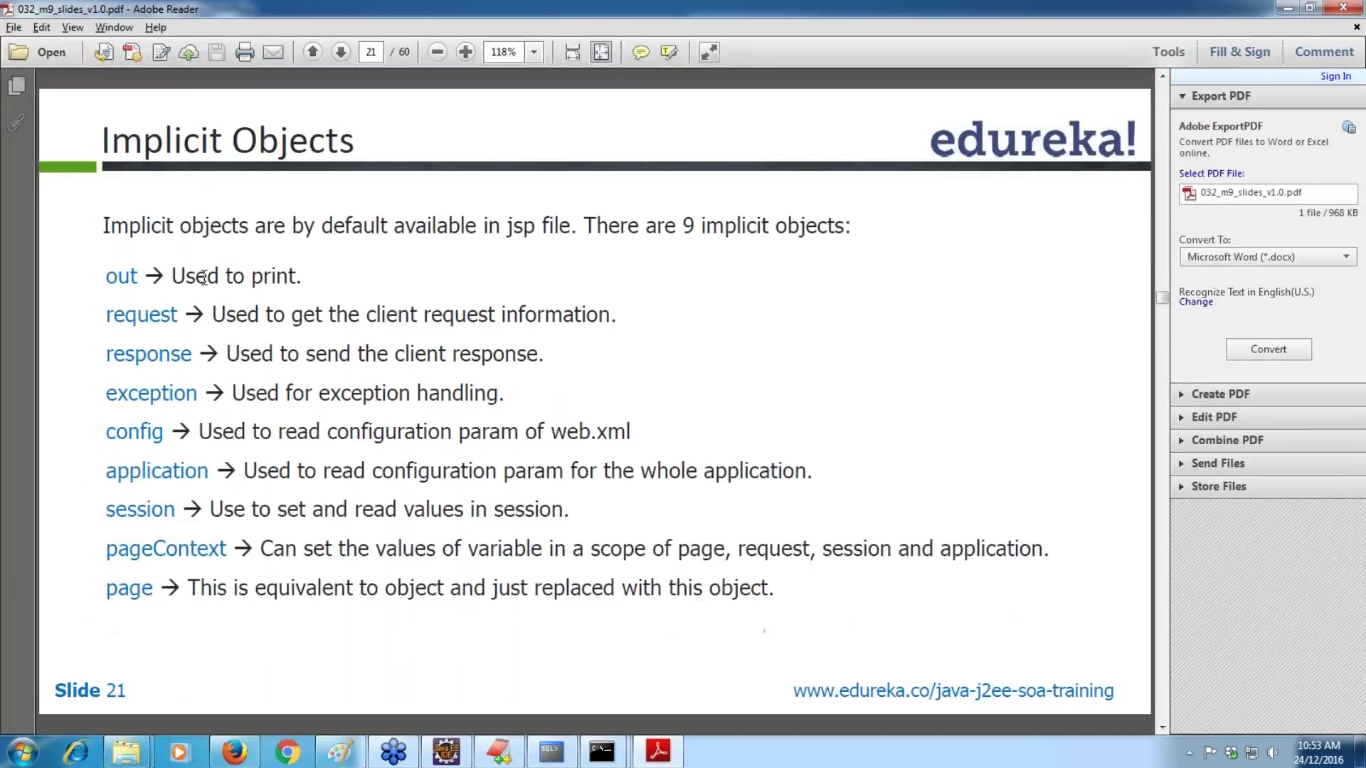 032_m9_slides_v1.0.pdf - Adobe Reader
File Edit View Window Help
Open 21 / 60 118% Tools Fill & Sign Comment
Sign In
Export PDF
Adobe ExportPDF
Convert PDF files to Word or Excel
online.
Select PDF File:
032_m9_slides_v1.0.pdf
1 file / 968 KB
Convert To:
Microsoft Word (*.docx)
Recognize Text in English(U.S.)
Change
Convert
Create PDF
Edit PDF
Combine PDF
Send Files
Store Files
Implicit Objects
edureka!
Implicit objects are by default available in jsp file. There are 9 implicit objects:
out → Used to print.
request → Used to get the client request information.
response → Used to send the client response.
exception → Used for exception handling.
config → Used to read configuration param of web.xml
application → Used to read configuration param for the whole application.
session → Use to set and read values in session.
pageContext → Can set the values of variable in a scope of page, request, session and application.
page → This is equivalent to object and just replaced with this object.
Slide 21
www.edureka.co/java-j2ee-soa-training
10:53 AM
24/12/2016